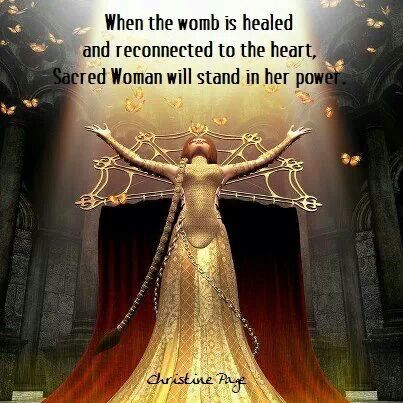 When the womb is healed
and reconnected to the heart,
Sacred Woman will stand in her power.
Christine Page